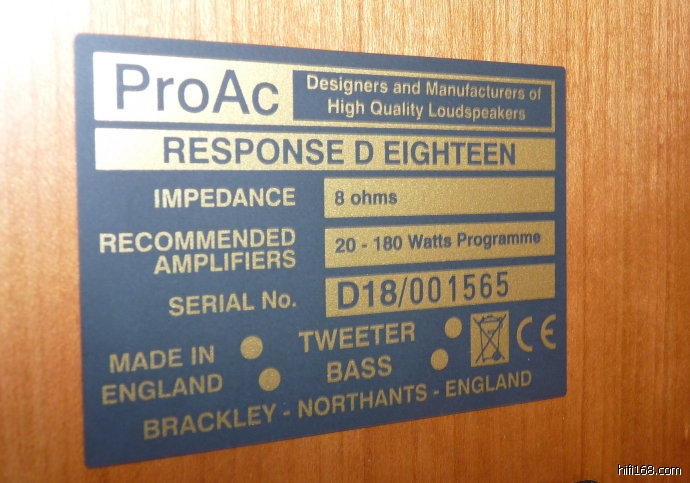 ProAc
Designers and Manufacturers of
High Quality Loudspeakers
RESPONSE D EIGHTEEN
IMPEDANCE 8 ohms
RECOMMENDED
AMPLIFIERS
20 - 180 Watts Programme
SERIAL No. D18/001565
MADE IN
ENGLAND
TWEETER
BASS
CE
BRACKLEY - NORTHANTS - ENGLAND
hifi168.com